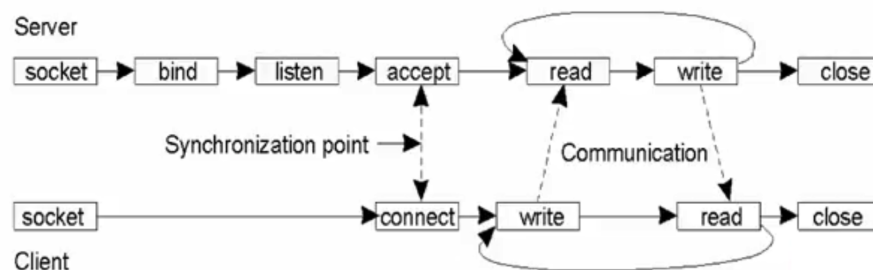 Server
socket bind listen accept read write close
Synchronization point
Communication
socket connect write read close
Client